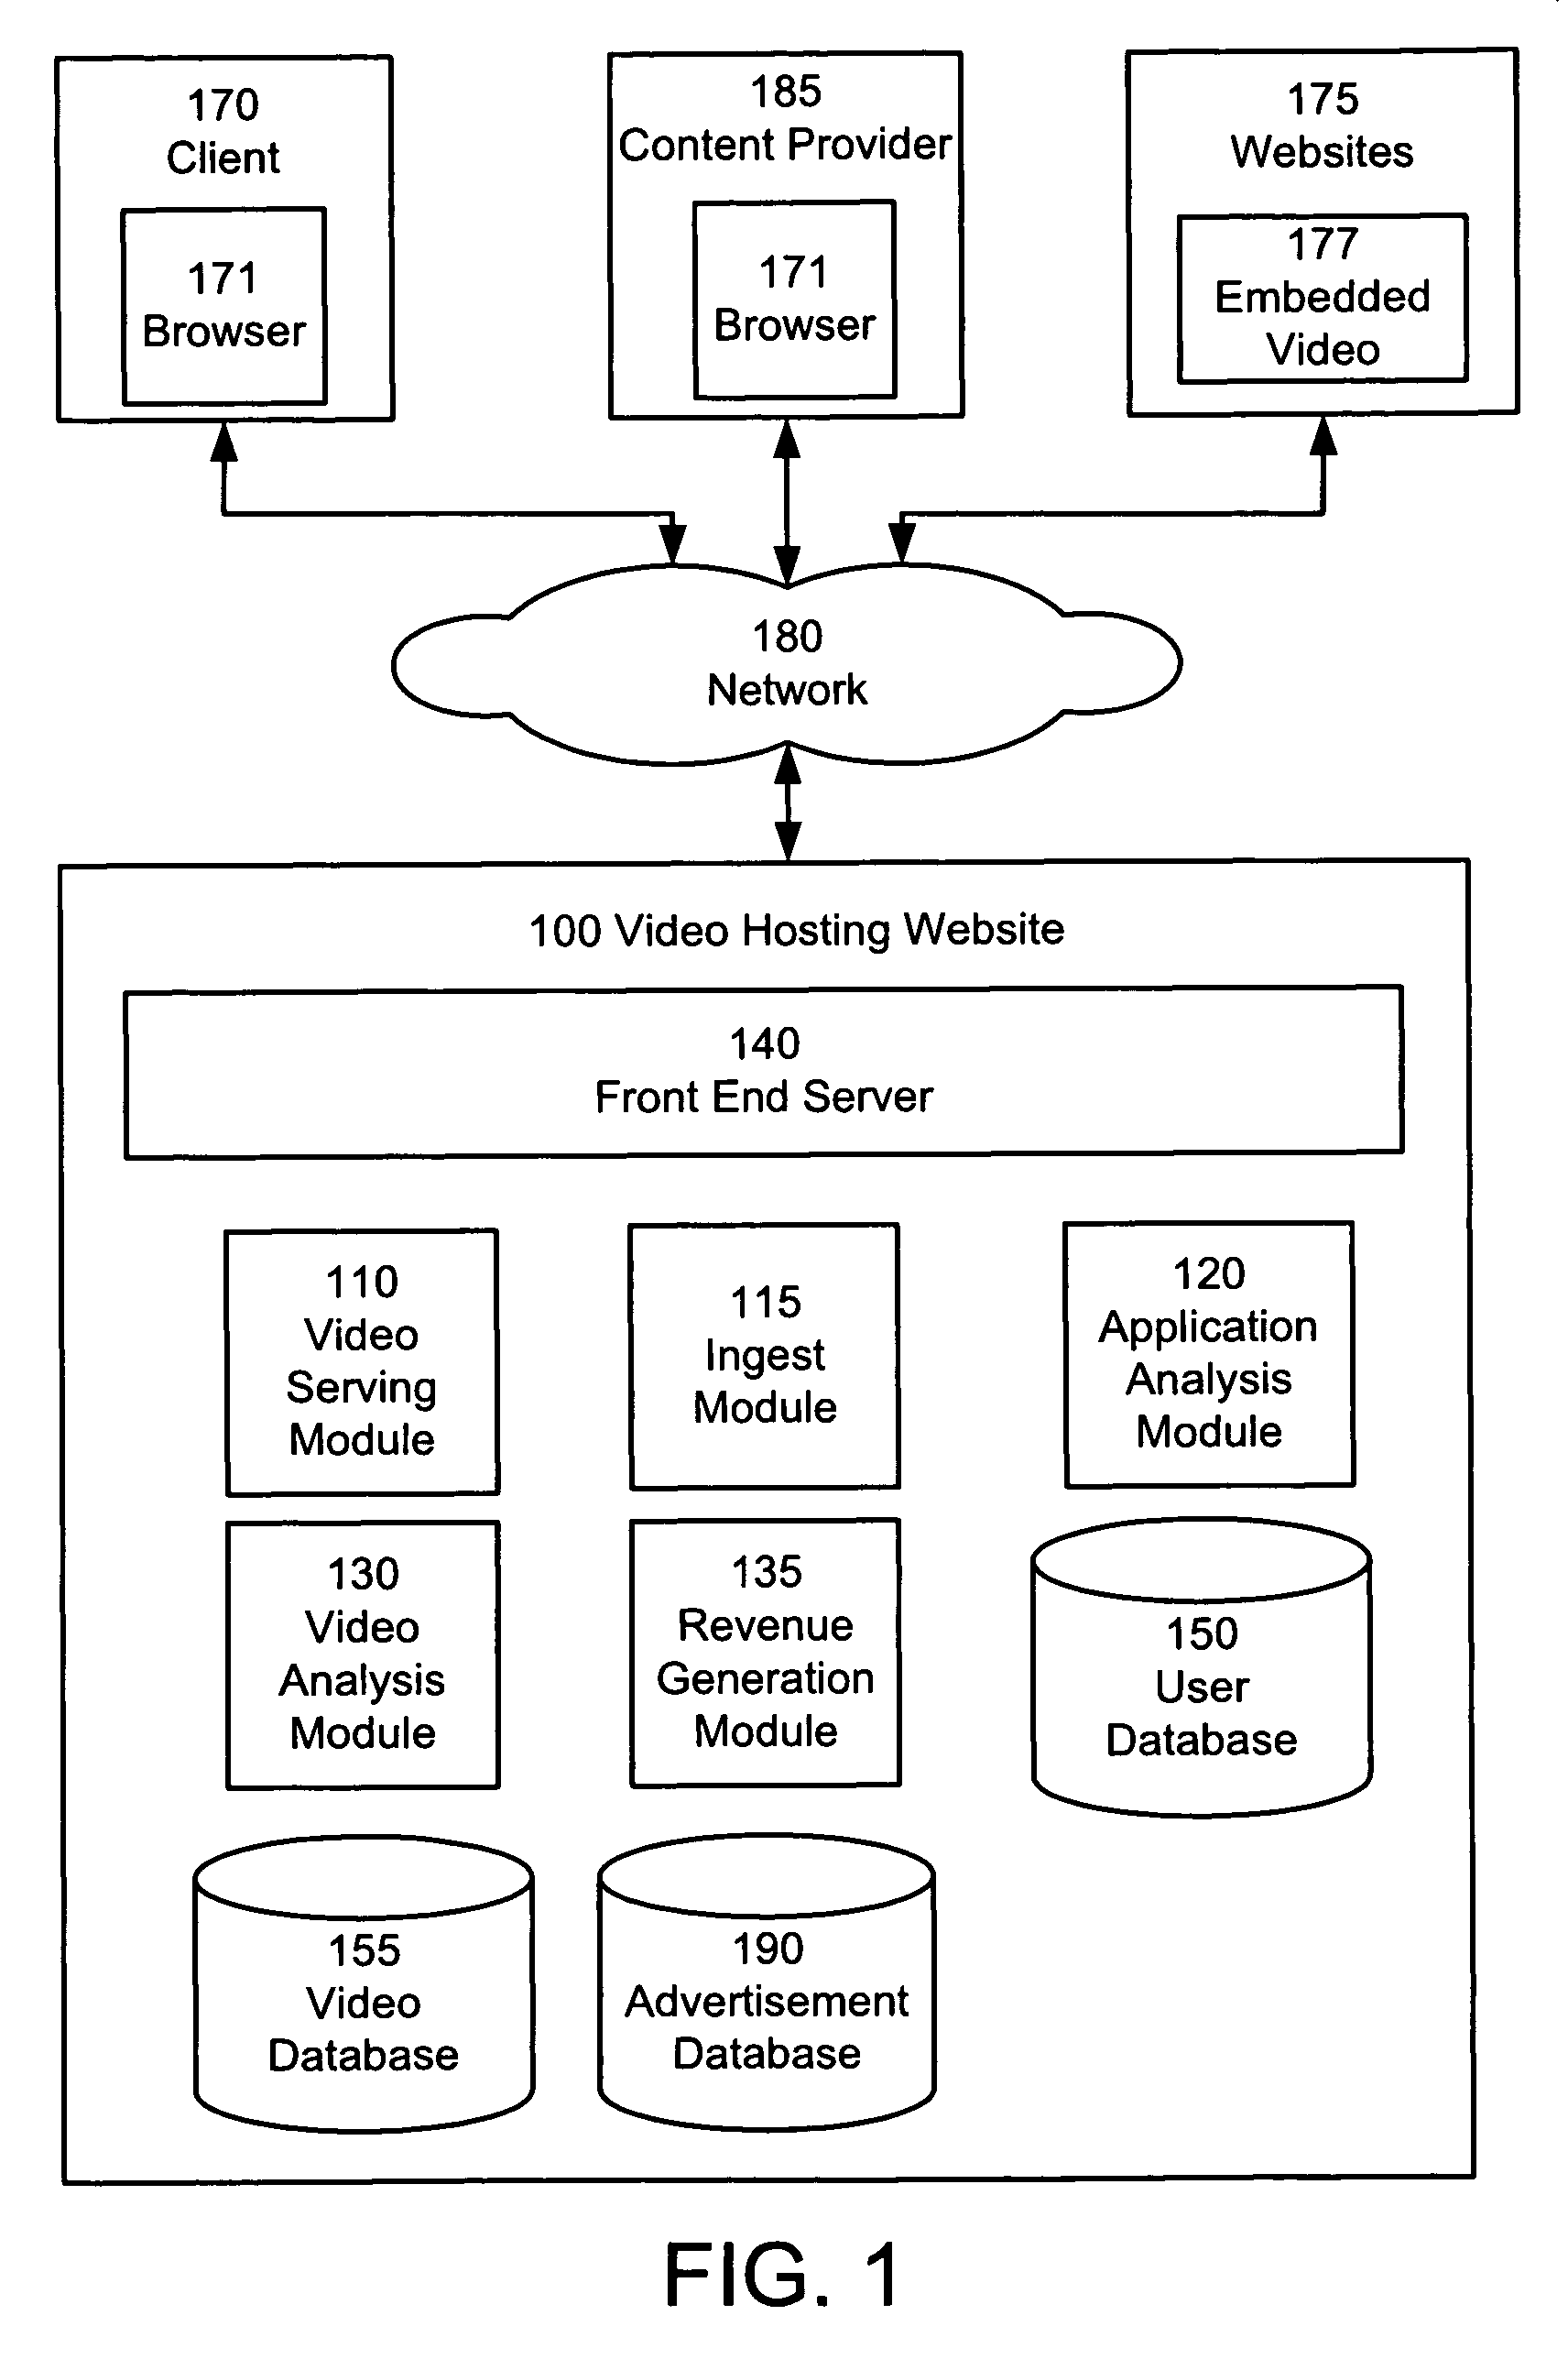 170
Client
171
Browser
185
Content Provider
171
Browser
175
Websites
177
Embedded
Video
180
Network
100 Video Hosting Website
140
Front End Server
110
Video
Serving
Module
115
Ingest
Module
120
Application
Analysis
Module
130
Video
Analysis
Module
135
Revenue
Generation
Module
150
User
Database
155
Video
Database
190
Advertisement
Database
FIG. 1